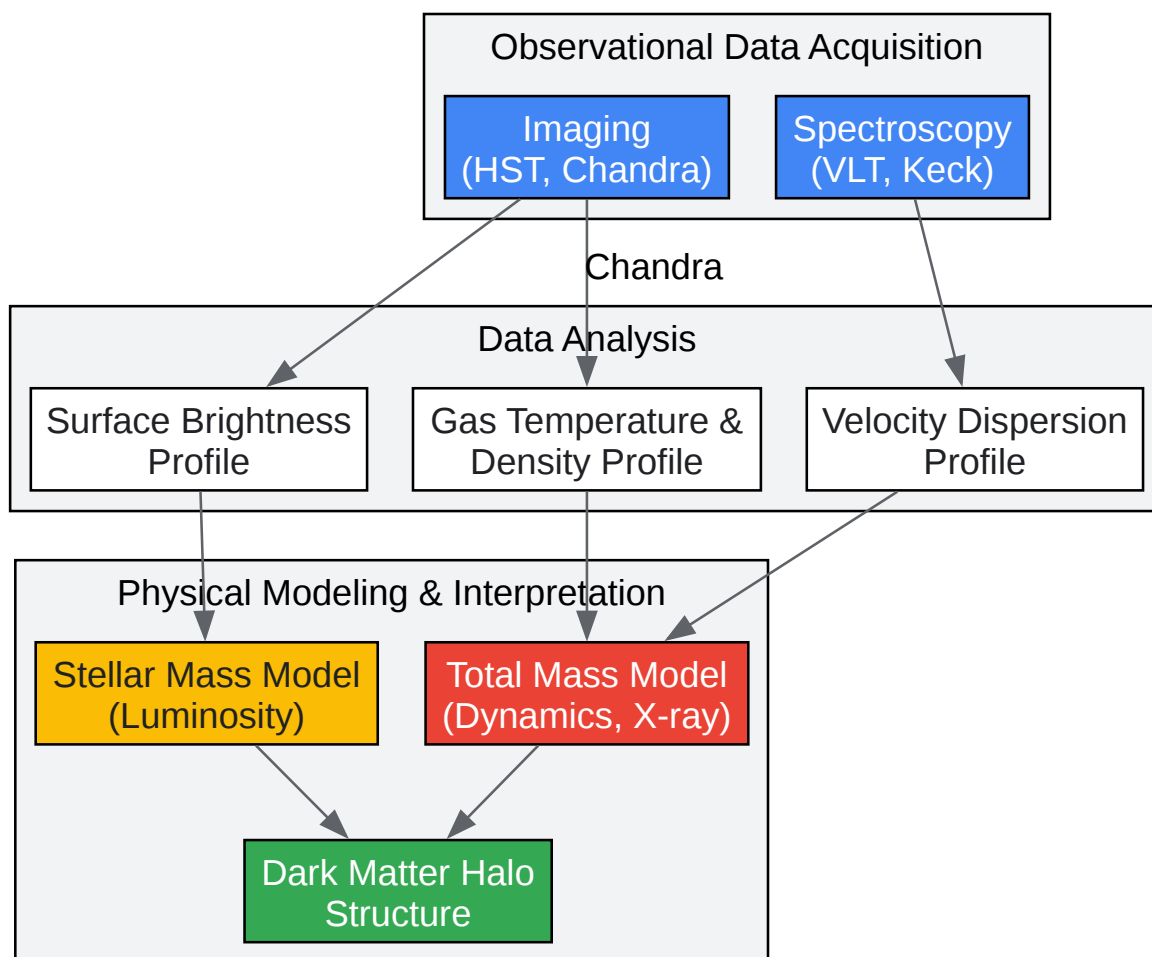 Observational Data Acquisition
Imaging
(HST, Chandra)
Spectroscopy
(VLT, Keck)
Chandra
Data Analysis
Surface Brightness
Profile
Gas Temperature &
Density Profile
Velocity Dispersion
Profile
Physical Modeling & Interpretation
Stellar Mass Model
(Luminosity)
Total Mass Model
(Dynamics, X-ray)
Dark Matter Halo
Structure